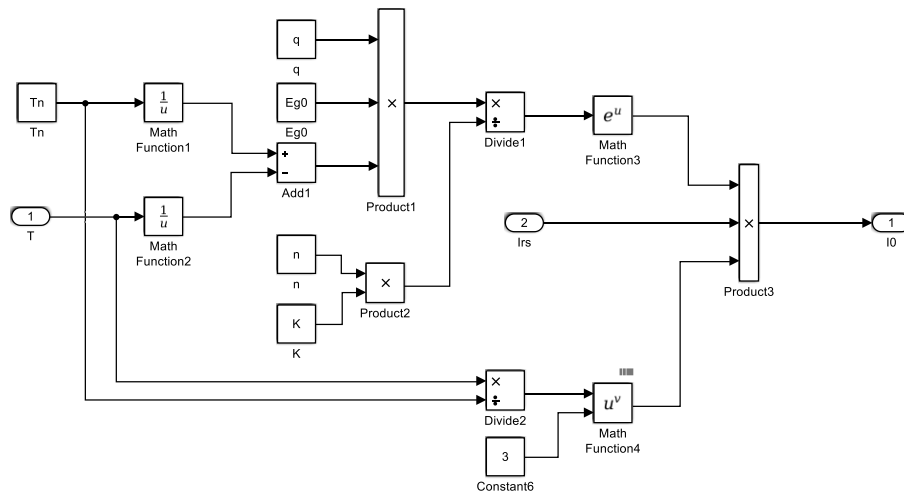 q
q
Tn
Tn
1
u
Math
Function1
Eg0
Eg0
×
Product1
×
÷
Divide1
e^u
Math
Function3
+
−
Add1
1
T
1
u
Math
Function2
2
Irs
×
Product3
1
I0
n
n
×
Product2
K
K
×
÷
Divide2
u^v
Math
Function4
3
Constant6